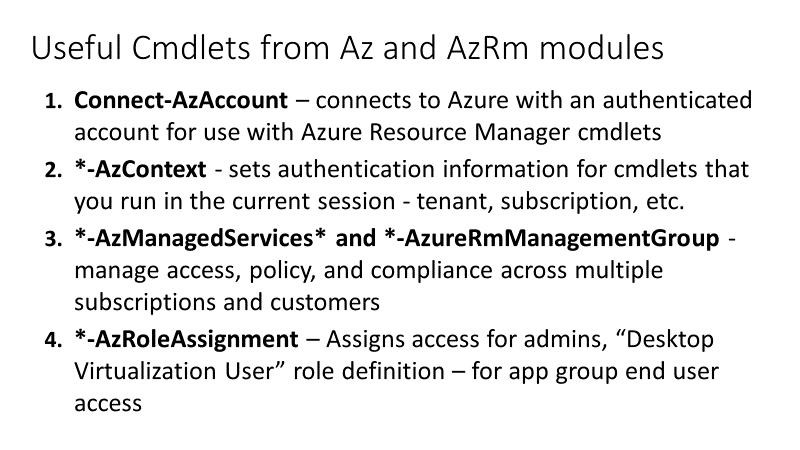 Useful Cmdlets from Az and AzRm modules
1. Connect-AzAccount – connects to Azure with an authenticated
account for use with Azure Resource Manager cmdlets
2. *-AzContext - sets authentication information for cmdlets that
you run in the current session - tenant, subscription, etc.
3. *-AzManagedServices* and *-AzureRmManagementGroup -
manage access, policy, and compliance across multiple
subscriptions and customers
4. *-AzRoleAssignment – Assigns access for admins, “Desktop
Virtualization User” role definition – for app group end user
access